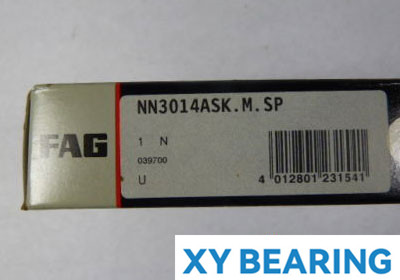 FAG
NN3014ASK.M.SP
1 N
039700
U
4 012801 231541
XY BEARING